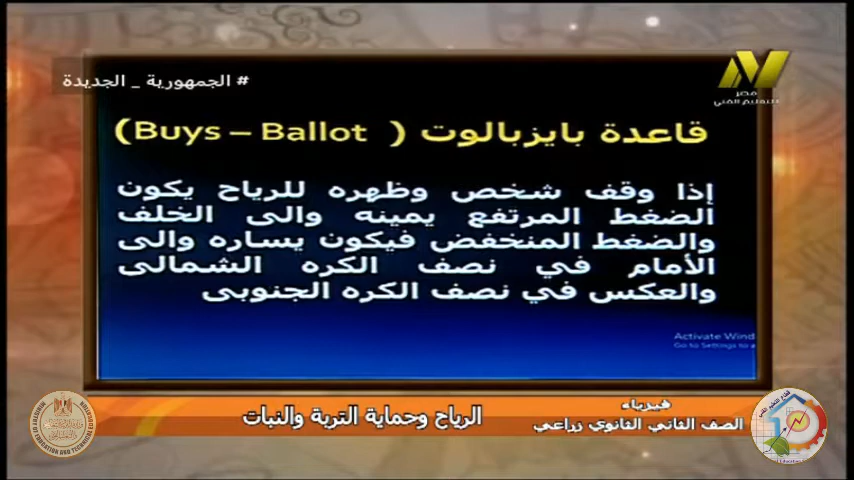 # الجمهورية _ الجديدة
مصر
للتعليم الفني
قاعدة بايزبالوت ( Buys – Ballot)
إذا وقف شخص وظهره للرياح يكون
الضغط المرتفع يمينه والى الخلف
والضغط المنخفض فيكون يساره والى
الأمام في نصف الكره الشمالى
والعكس في نصف الكره الجنوبى
Activate Wind
Go to Settings to a
فيزياء
الصف الثاني الثانوي زراعي
الرياح وحماية التربة والنبات